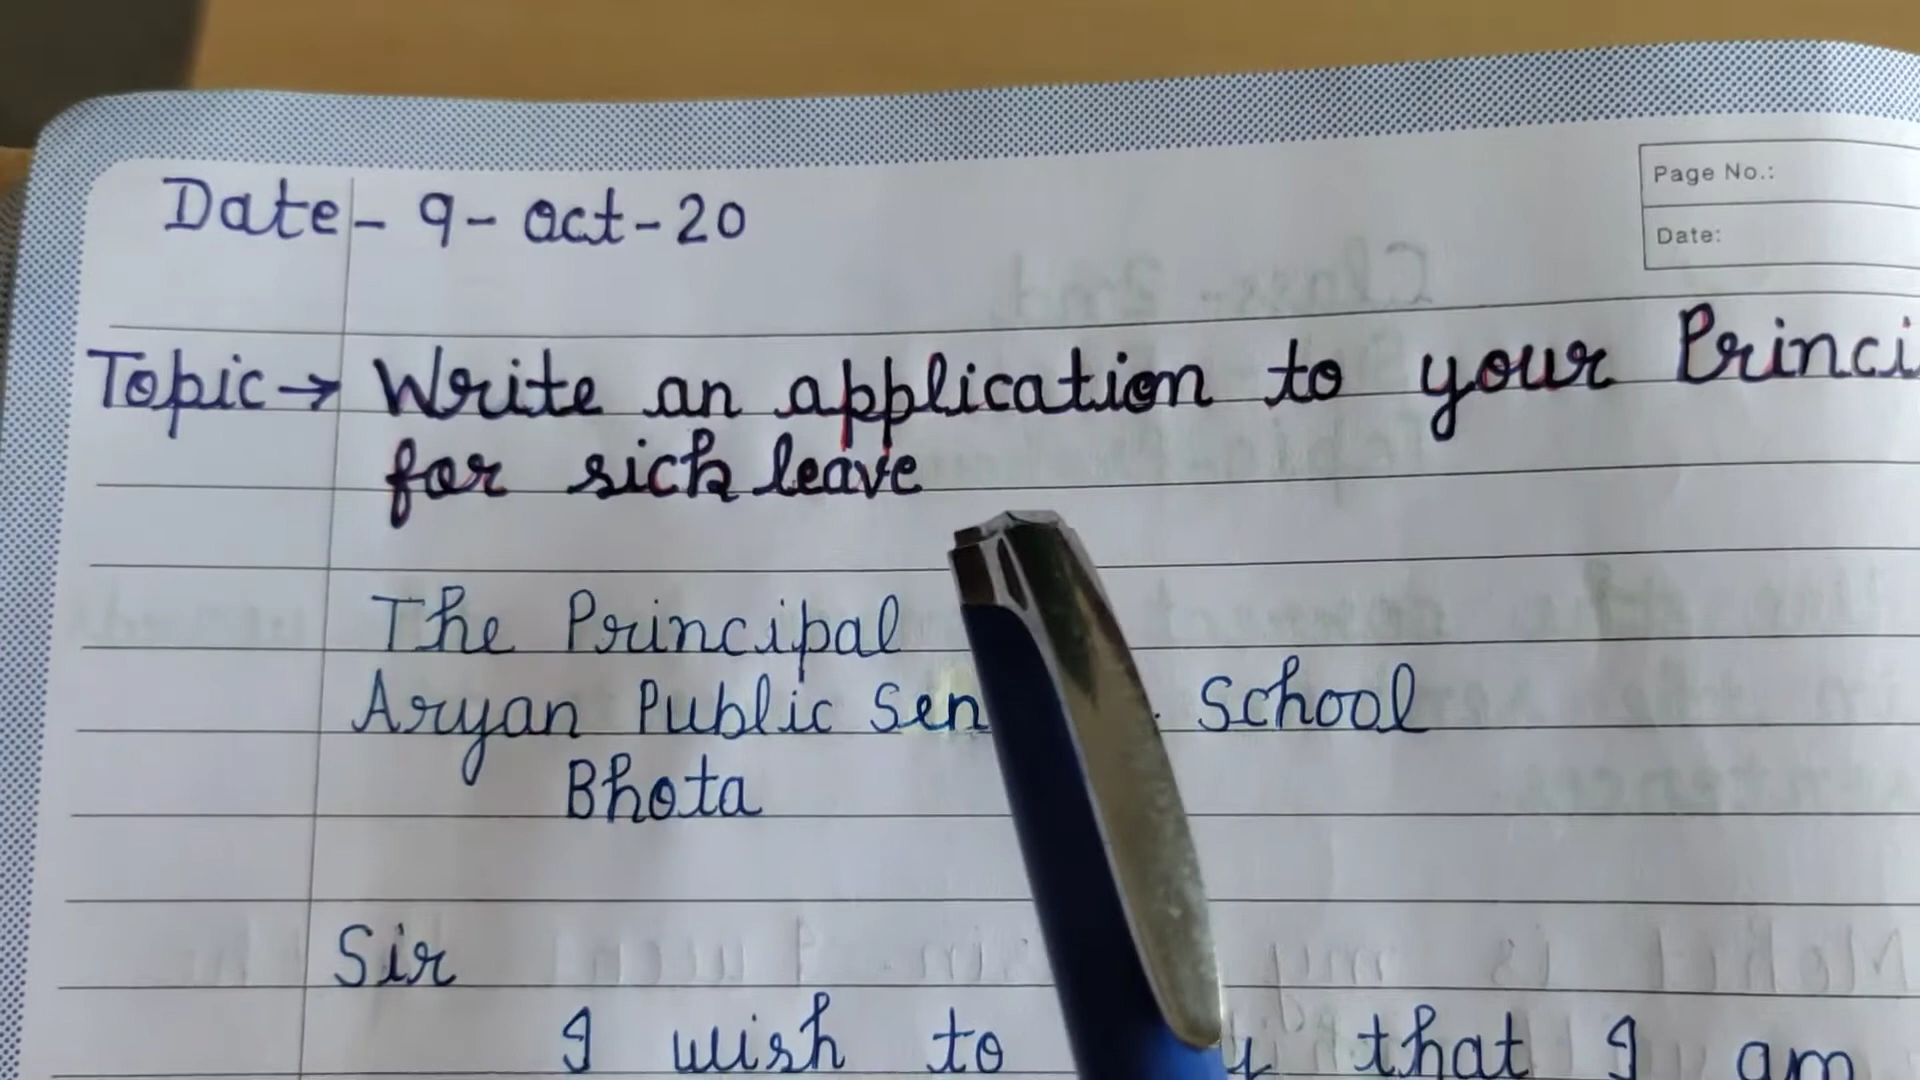 Date - 9 - oct - 20
Page No.:
Date:
Topic → Write an application to your Princi
for sick leave
The Principal
Aryan Public Sen School
Bhota
Sir
I wish to that I am